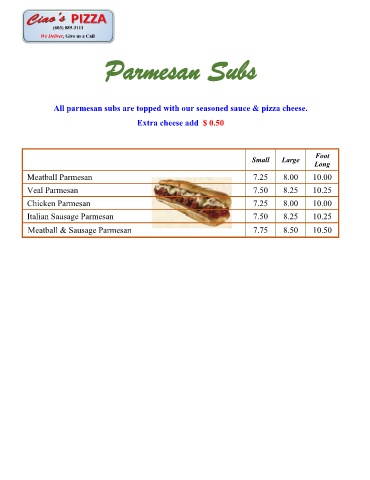 Ciao's PIZZA
(603) 889-3111
We Deliver, Give us a Call
Parmesan Subs
All parmesan subs are topped with our seasoned sauce & pizza cheese.
Extra cheese add $ 0.50
Small Large Foot Long
Meatball Parmesan 7.25 8.00 10.00
Veal Parmesan 7.50 8.25 10.25
Chicken Parmesan 7.25 8.00 10.00
Italian Sausage Parmesan 7.50 8.25 10.25
Meatball & Sausage Parmesan 7.75 8.50 10.50